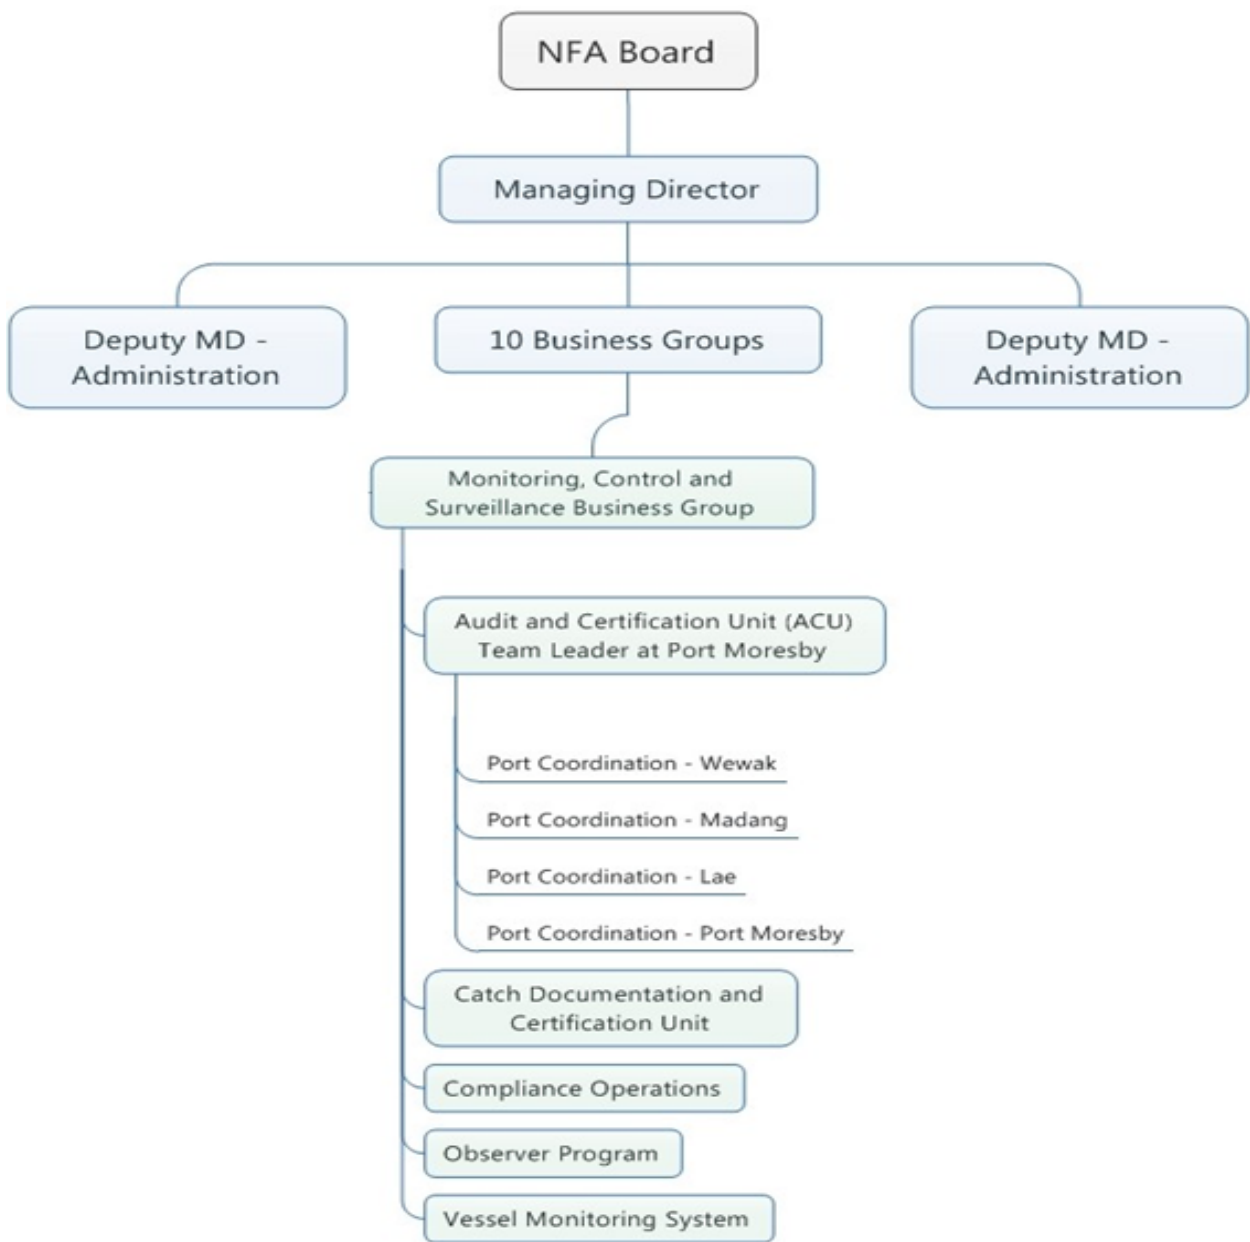 NFA Board
Managing Director
Deputy MD -
Administration
10 Business Groups
Deputy MD -
Administration
Monitoring, Control and
Surveillance Business Group
Audit and Certification Unit (ACU)
Team Leader at Port Moresby
Port Coordination - Wewak
Port Coordination - Madang
Port Coordination - Lae
Port Coordination - Port Moresby
Catch Documentation and
Certification Unit
Compliance Operations
Observer Program
Vessel Monitoring System